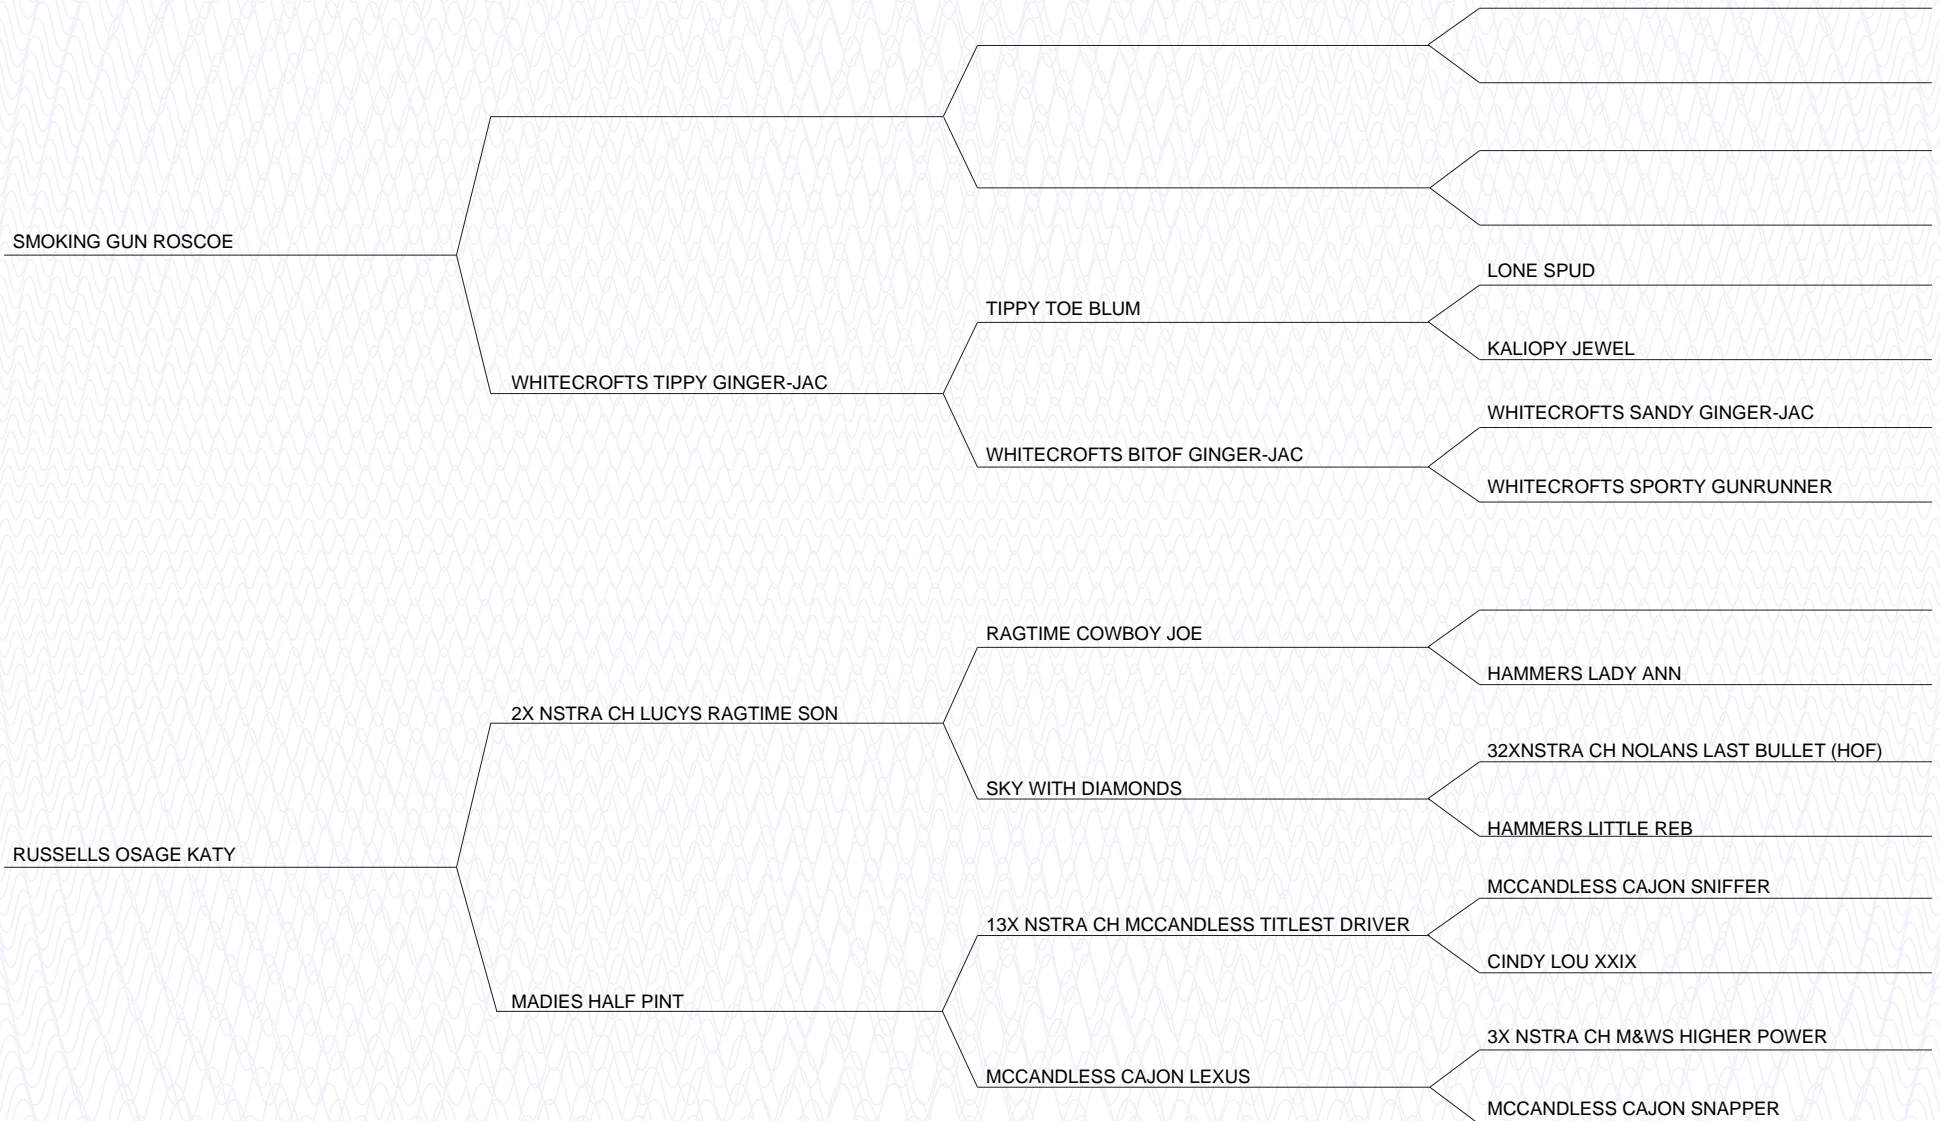 SMOKING GUN ROSCOE
WHITECROFTS TIPPY GINGER-JAC
TIPPY TOE BLUM
LONE SPUD
KALIOPY JEWEL
WHITECROFTS BITOF GINGER-JAC
WHITECROFTS SANDY GINGER-JAC
WHITECROFTS SPORTY GUNRUNNER
RUSSELLS OSAGE KATY
2X NSTRA CH LUCYS RAGTIME SON
RAGTIME COWBOY JOE
HAMMERS LADY ANN
SKY WITH DIAMONDS
32XNSTRA CH NOLANS LAST BULLET (HOF)
HAMMERS LITTLE REB
MADIES HALF PINT
13X NSTRA CH MCCANDLESS TITLEST DRIVER
MCCANDLESS CAJON SNIFFER
CINDY LOU XXIX
MCCANDLESS CAJON LEXUS
3X NSTRA CH M&WS HIGHER POWER
MCCANDLESS CAJON SNAPPER